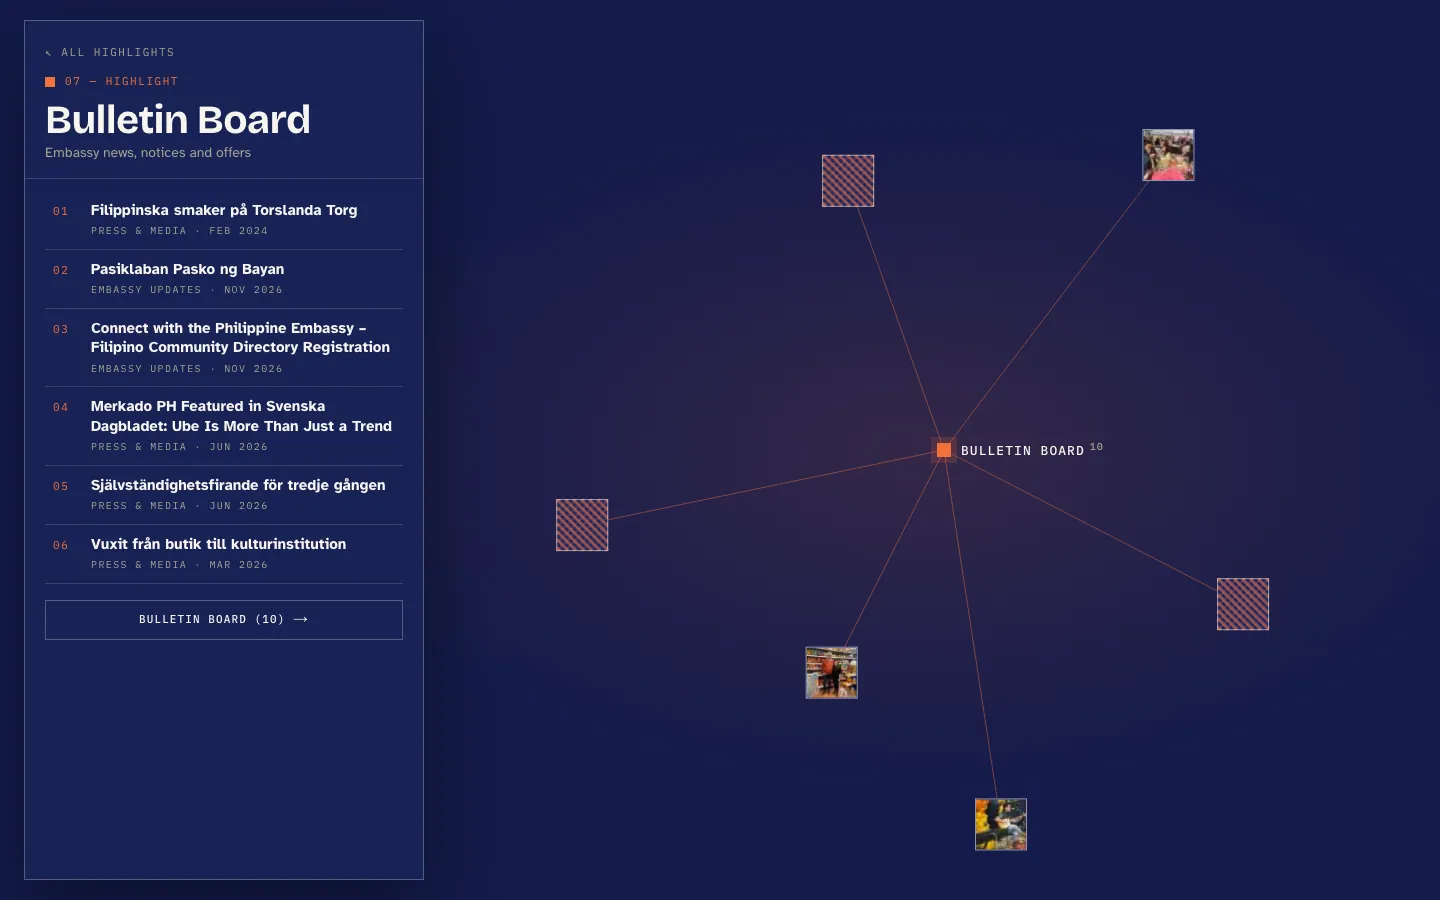 ↖ ALL HIGHLIGHTS
07 — HIGHLIGHT
Bulletin Board
Embassy news, notices and offers
01 Filippinska smaker på Torslanda Torg
PRESS & MEDIA · FEB 2024
02 Pasiklaban Pasko ng Bayan
EMBASSY UPDATES · NOV 2026
03 Connect with the Philippine Embassy –
Filipino Community Directory Registration
EMBASSY UPDATES · NOV 2026
04 Merkado PH Featured in Svenska
Dagbladet: Ube Is More Than Just a Trend
PRESS & MEDIA · JUN 2026
05 Självständighetsfirande för tredje gången
PRESS & MEDIA · JUN 2026
06 Vuxit från butik till kulturinstitution
PRESS & MEDIA · MAR 2026
BULLETIN BOARD (10) →
BULLETIN BOARD 10